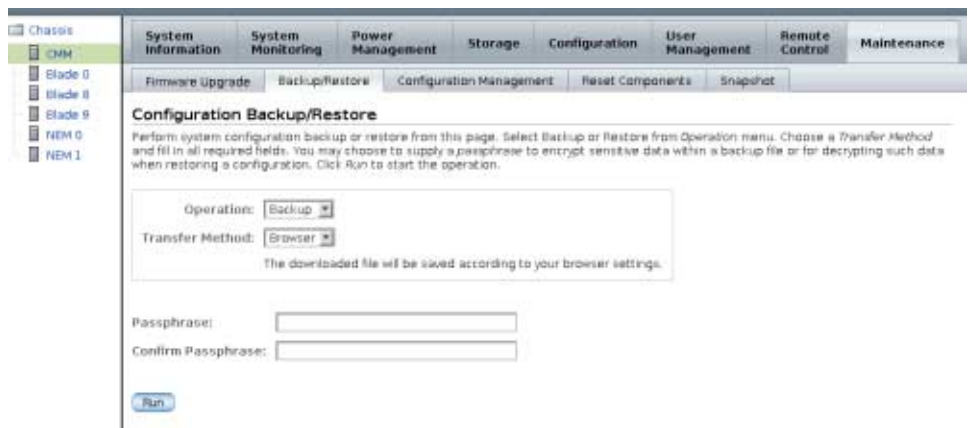 Chassis
CMM
Blade 0
Blade 8
Blade 9
NEM 0
NEM 1
System Information
System Monitoring
Power Management
Storage
Configuration
User Management
Remote Control
Maintenance
Firmware Upgrade
Backup/Restore
Configuration Management
Reset Components
Snapshot
Configuration Backup/Restore
Perform system configuration backup or restore from this page. Select Backup or Restore from Operation menu. Choose a Transfer Method
and fill in all required fields. You may choose to supply a passphrase to encrypt sensitive data within a backup file or for decrypting such data
when restoring a configuration. Click Run to start the operation.
Operation: Backup
Transfer Method: Browser
The downloaded file will be saved according to your browser settings.
Passphrase:
Confirm Passphrase:
Run